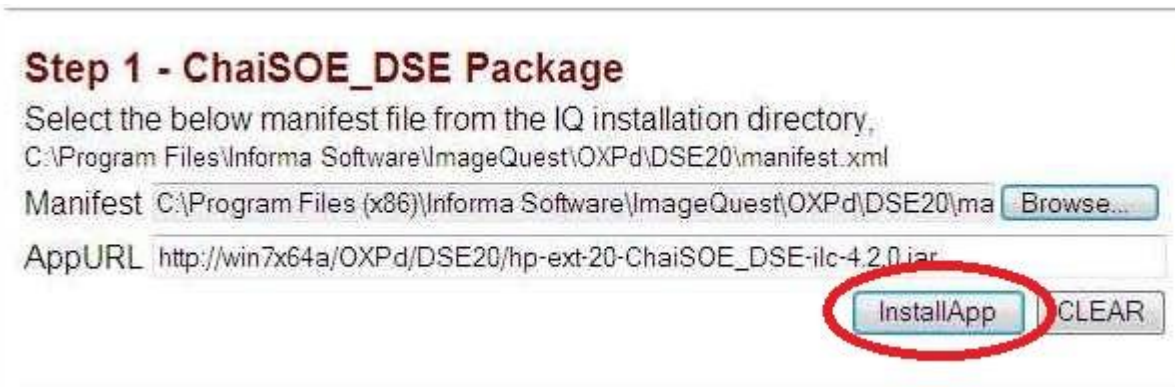 Step 1 - ChaiSOE_DSE Package
Select the below manifest file from the IQ installation directory,
C:\Program Files\Informa Software\ImageQuest\OXPd\DSE20\manifest.xml
Manifest C:\Program Files (x86)\Informa Software\ImageQuest\OXPd\DSE20\ma Browse...
AppURL http://win7x64a/OXPd/DSE20/hp-ext-20-ChaiSOE_DSE-ilc-4.2.0.jar
InstallApp CLEAR